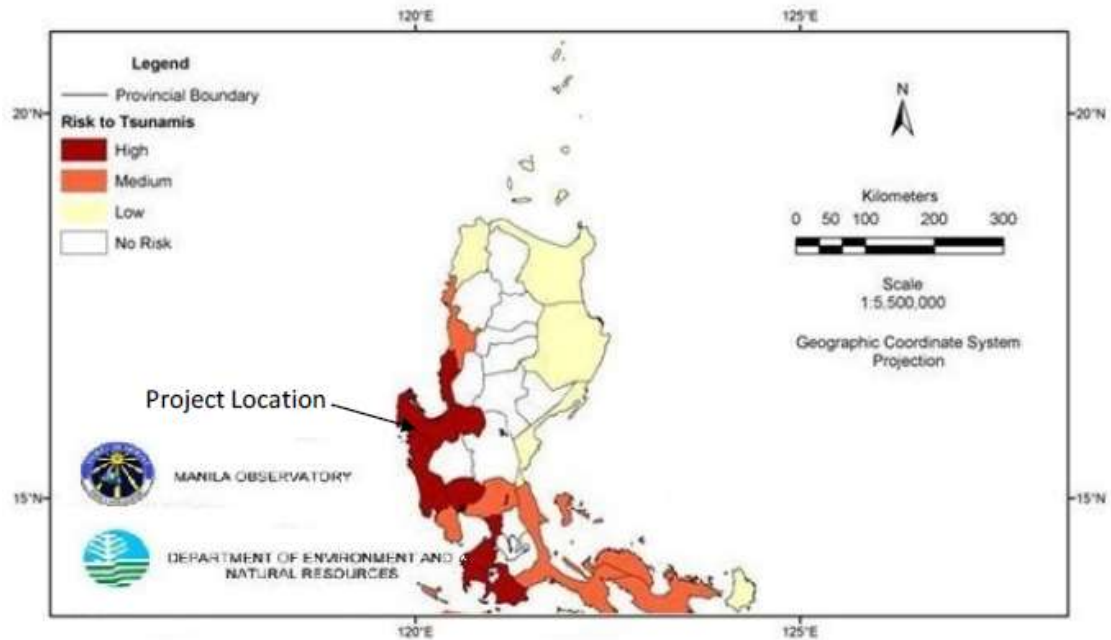 120°E
125°E
Legend
Provincial Boundary
Risk to Tsunamis
High
Medium
Low
No Risk
20°N
20°N
N
Kilometers
0 50 100 200 300
Scale
1:5,500,000
Geographic Coordinate System
Projection
Project Location
MANILA OBSERVATORY
15°N
15°N
DEPARTMENT OF ENVIRONMENT AND
NATURAL RESOURCES
120°E
125°E